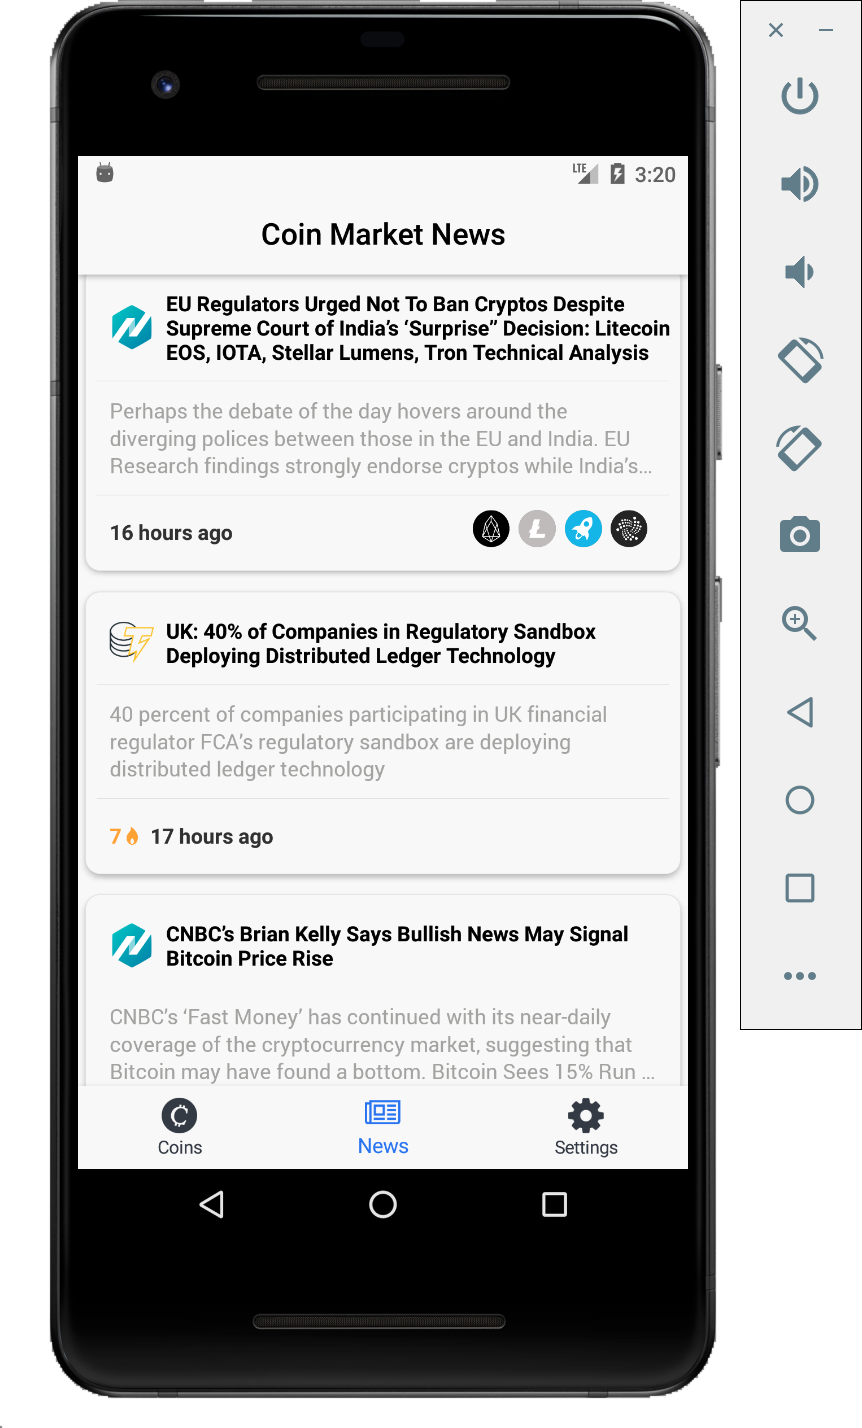 LTE 3:20
Coin Market News
EU Regulators Urged Not To Ban Cryptos Despite
Supreme Court of India’s ‘Surprise” Decision: Litecoin
EOS, IOTA, Stellar Lumens, Tron Technical Analysis
Perhaps the debate of the day hovers around the
diverging polices between those in the EU and India. EU
Research findings strongly endorse cryptos while India’s…
16 hours ago
UK: 40% of Companies in Regulatory Sandbox
Deploying Distributed Ledger Technology
40 percent of companies participating in UK financial
regulator FCA’s regulatory sandbox are deploying
distributed ledger technology
7 17 hours ago
CNBC’s Brian Kelly Says Bullish News May Signal
Bitcoin Price Rise
CNBC’s ‘Fast Money’ has continued with its near-daily
coverage of the cryptocurrency market, suggesting that
Bitcoin may have found a bottom. Bitcoin Sees 15% Run …
Coins News Settings